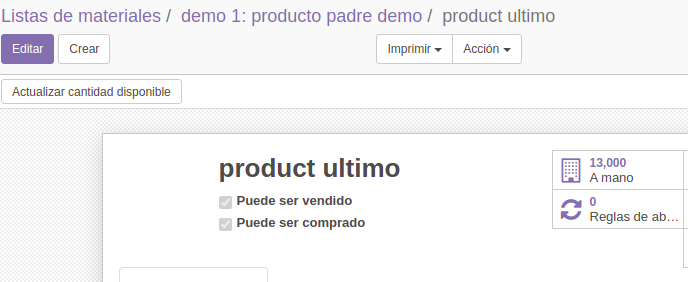 Listas de materiales / demo 1: producto padre demo / product ultimo
Editar Crear Imprimir Acción
Actualizar cantidad disponible
product ultimo
13,000
A mano
Puede ser vendido
0
Reglas de ab...
Puede ser comprado